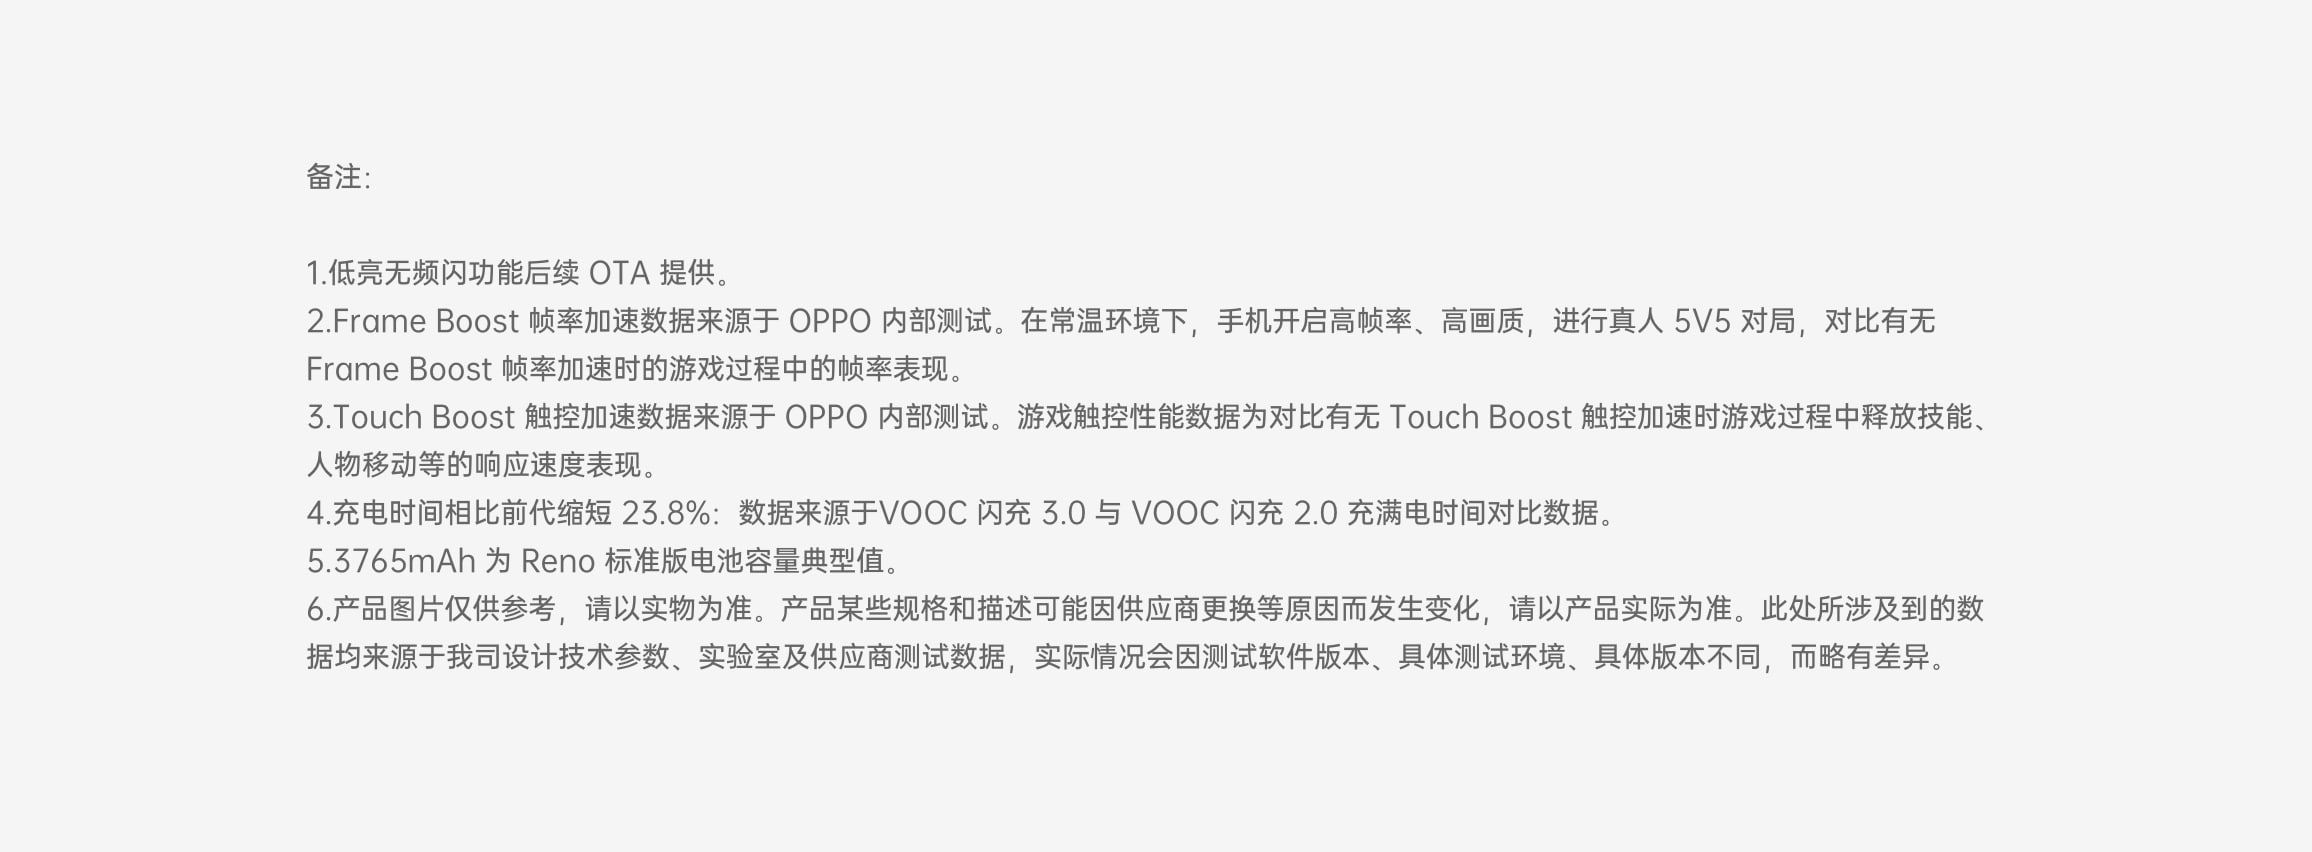 备注:
1.低亮无频闪功能后续 OTA 提供。
2.Frame Boost 帧率加速数据来源于 OPPO 内部测试。在常温环境下，手机开启高帧率、高画质，进行真人 5V5 对局，对比有无
Frame Boost 帧率加速时的游戏过程中的帧率表现。
3.Touch Boost 触控加速数据来源于 OPPO 内部测试。游戏触控性能数据为对比有无 Touch Boost 触控加速时游戏过程中释放技能、
人物移动等的响应速度表现。
4.充电时间相比前代缩短 23.8%：数据来源于VOOC 闪充 3.0 与 VOOC 闪充 2.0 充满电时间对比数据。
5.3765mAh 为 Reno 标准版电池容量典型值。
6.产品图片仅供参考，请以实物为准。产品某些规格和描述可能因供应商更换等原因而发生变化，请以产品实际为准。此处所涉及到的数
据均来源于我司设计技术参数、实验室及供应商测试数据，实际情况会因测试软件版本、具体测试环境、具体版本不同，而略有差异。